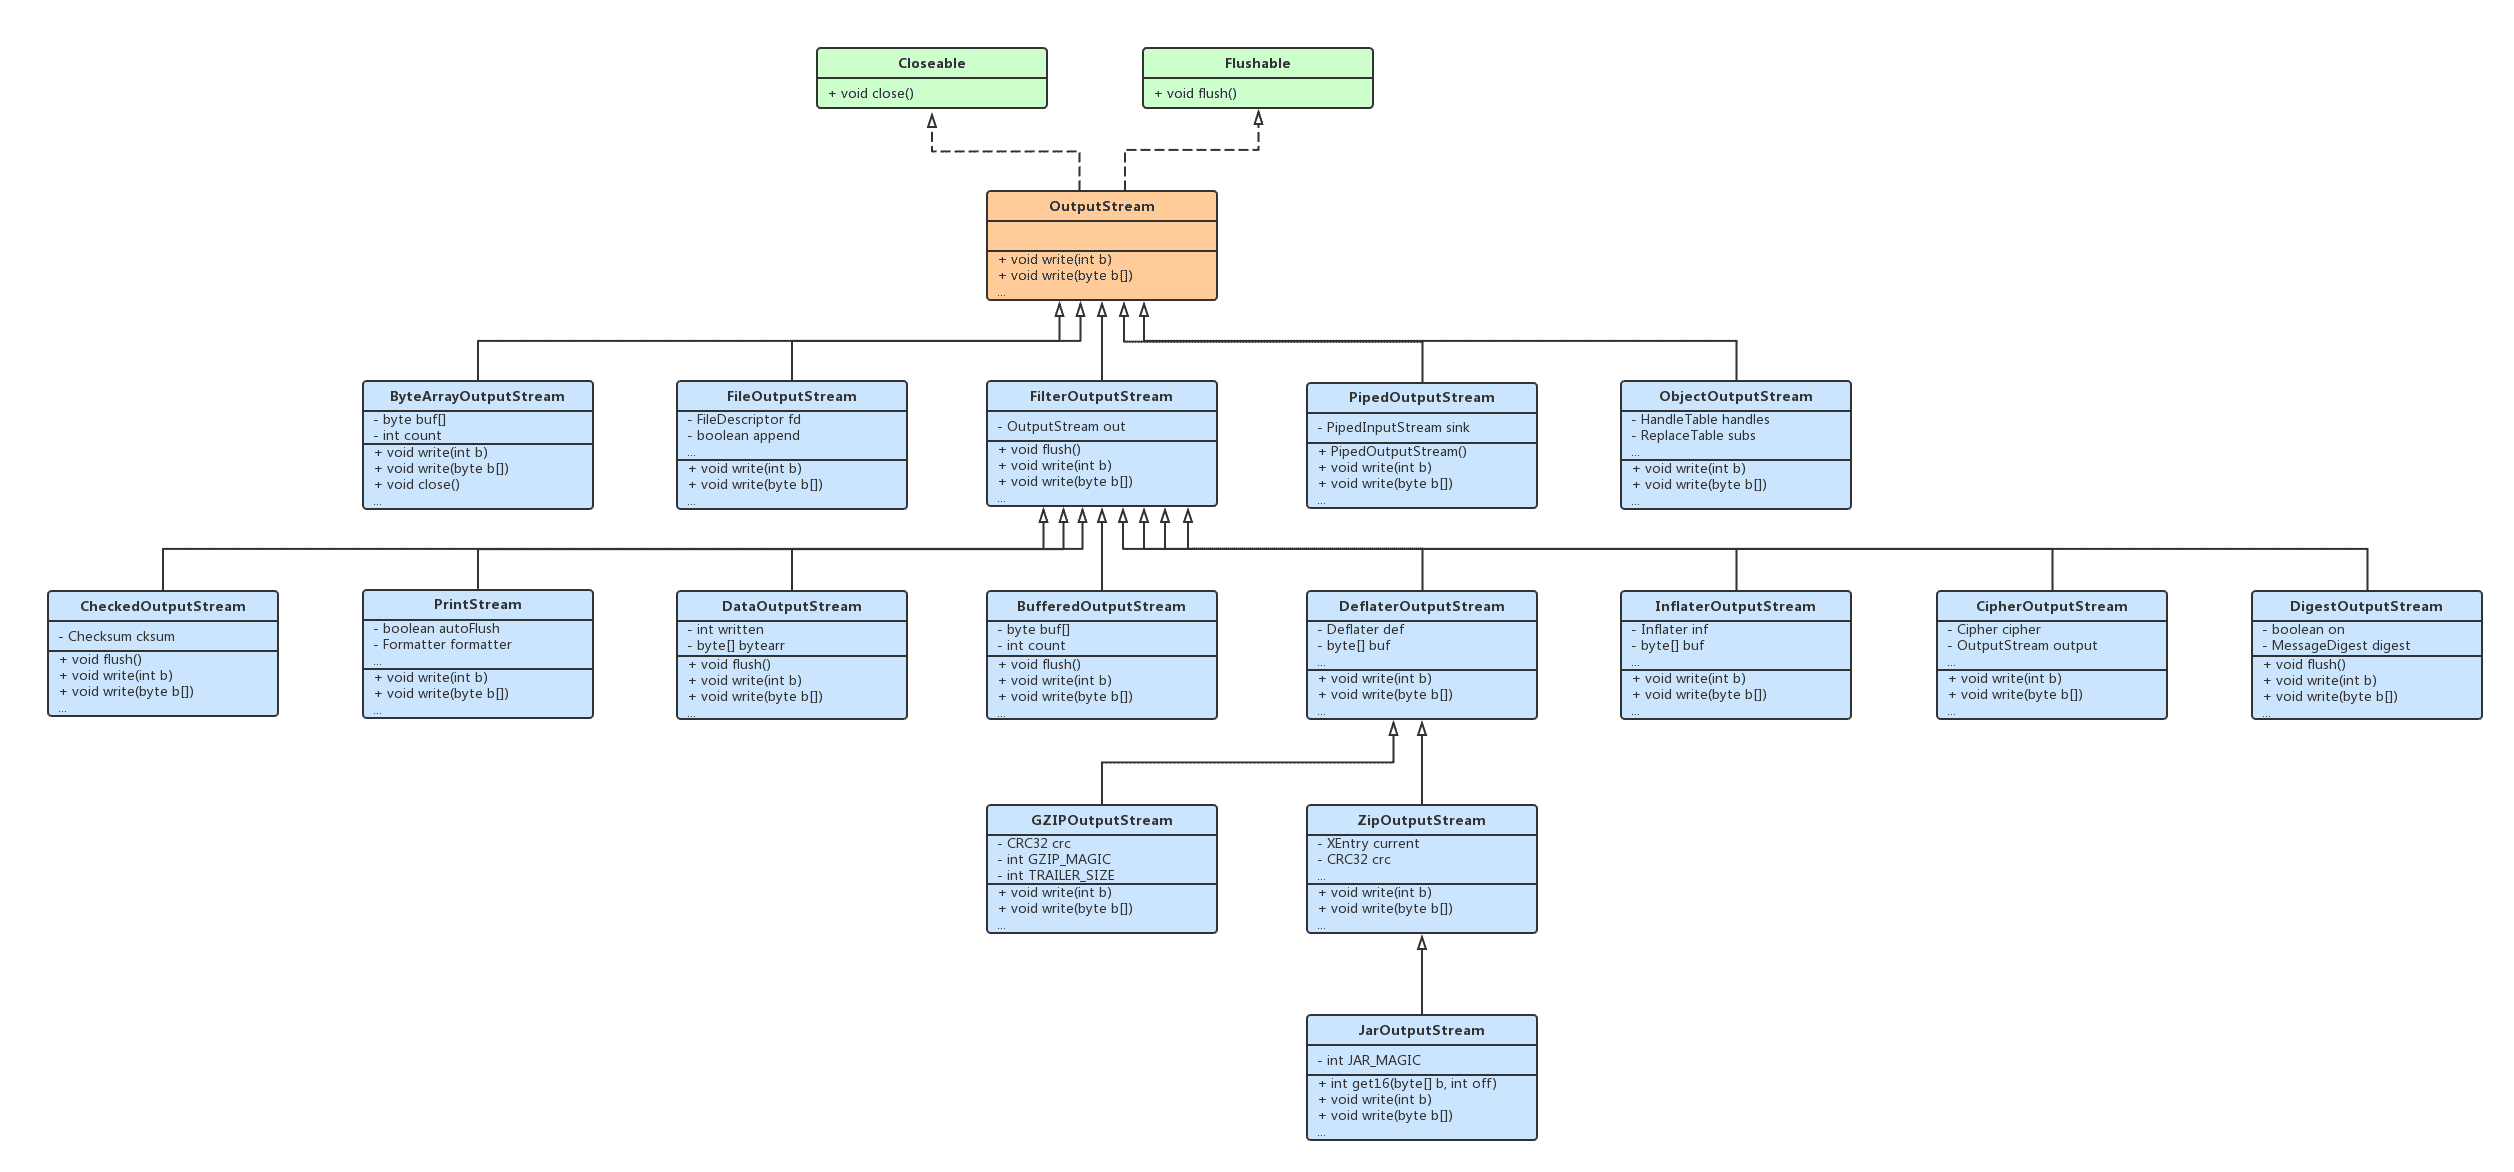 Closeable
+ void close()
Flushable
+ void flush()
OutputStream
+ void write(int b)
+ void write(byte b[])
...
ByteArrayOutputStream
- byte buf[]
- int count
+ void write(int b)
+ void write(byte b[])
+ void close()
...
FileOutputStream
- FileDescriptor fd
- boolean append
...
+ void write(int b)
+ void write(byte b[])
...
FilterOutputStream
- OutputStream out
+ void flush()
+ void write(int b)
+ void write(byte b[])
...
PipedOutputStream
- PipedInputStream sink
+ PipedOutputStream()
+ void write(int b)
+ void write(byte b[])
...
ObjectOutputStream
- HandleTable handles
- ReplaceTable subs
...
+ void write(int b)
+ void write(byte b[])
...
CheckedOutputStream
- Checksum cksum
+ void flush()
+ void write(int b)
+ void write(byte b[])
...
PrintStream
- boolean autoFlush
- Formatter formatter
...
+ void write(int b)
+ void write(byte b[])
...
DataOutputStream
- int written
- byte[] bytearr
+ void flush()
+ void write(int b)
+ void write(byte b[])
...
BufferedOutputStream
- byte buf[]
- int count
+ void flush()
+ void write(int b)
+ void write(byte b[])
...
DeflaterOutputStream
- Deflater def
- byte[] buf
...
+ void write(int b)
+ void write(byte b[])
...
InflaterOutputStream
- Inflater inf
- byte[] buf
...
+ void write(int b)
+ void write(byte b[])
...
CipherOutputStream
- Cipher cipher
- OutputStream output
...
+ void write(int b)
+ void write(byte b[])
...
DigestOutputStream
- boolean on
- MessageDigest digest
+ void flush()
+ void write(int b)
+ void write(byte b[])
...
GZIPOutputStream
- CRC32 crc
- int GZIP_MAGIC
- int TRAILER_SIZE
+ void write(int b)
+ void write(byte b[])
...
ZipOutputStream
- XEntry current
- CRC32 crc
...
+ void write(int b)
+ void write(byte b[])
...
JarOutputStream
- int JAR_MAGIC
+ int get16(byte[] b, int off)
+ void write(int b)
+ void write(byte b[])
...